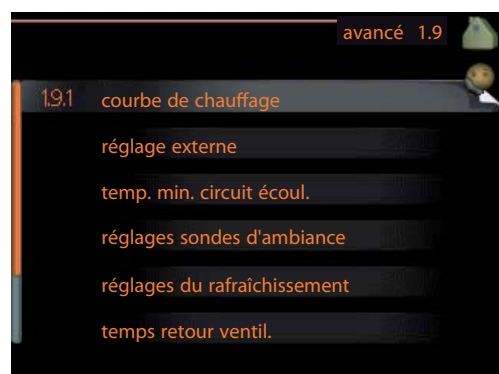 avancé 1.9
1.9.1 courbe de chauffage
réglage externe
temp. min. circuit écoul.
réglages sondes d'ambiance
réglages du rafraîchissement
temps retour ventil.